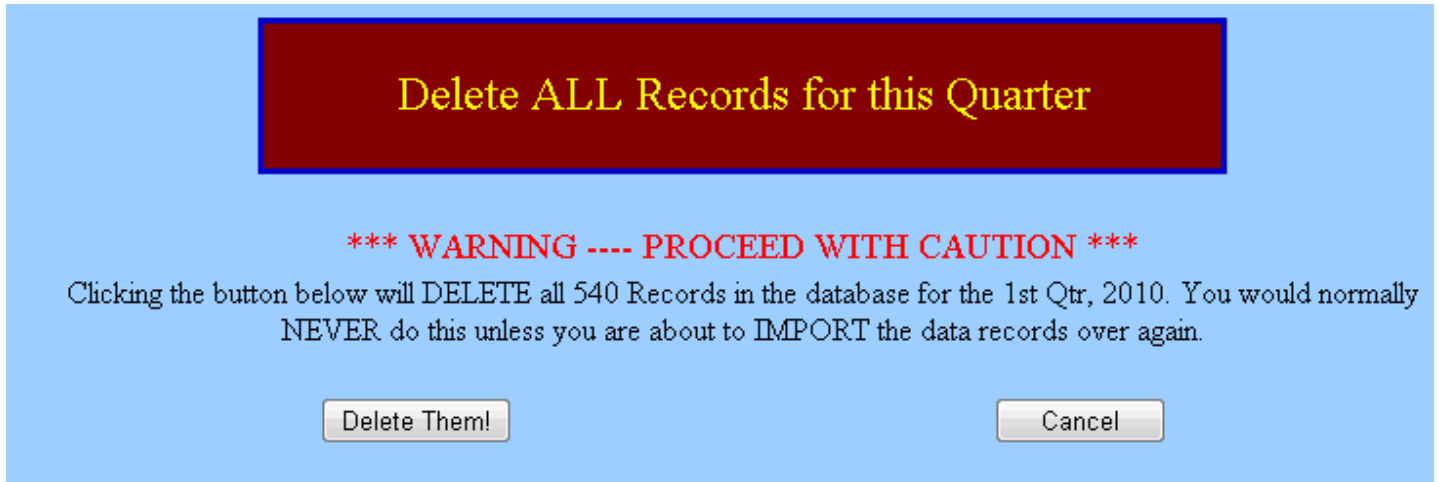 Delete ALL Records for this Quarter
*** WARNING ---- PROCEED WITH CAUTION ***
Clicking the button below will DELETE all 540 Records in the database for the 1st Qtr, 2010. You would normally
NEVER do this unless you are about to IMPORT the data records over again.
Delete Them!
Cancel